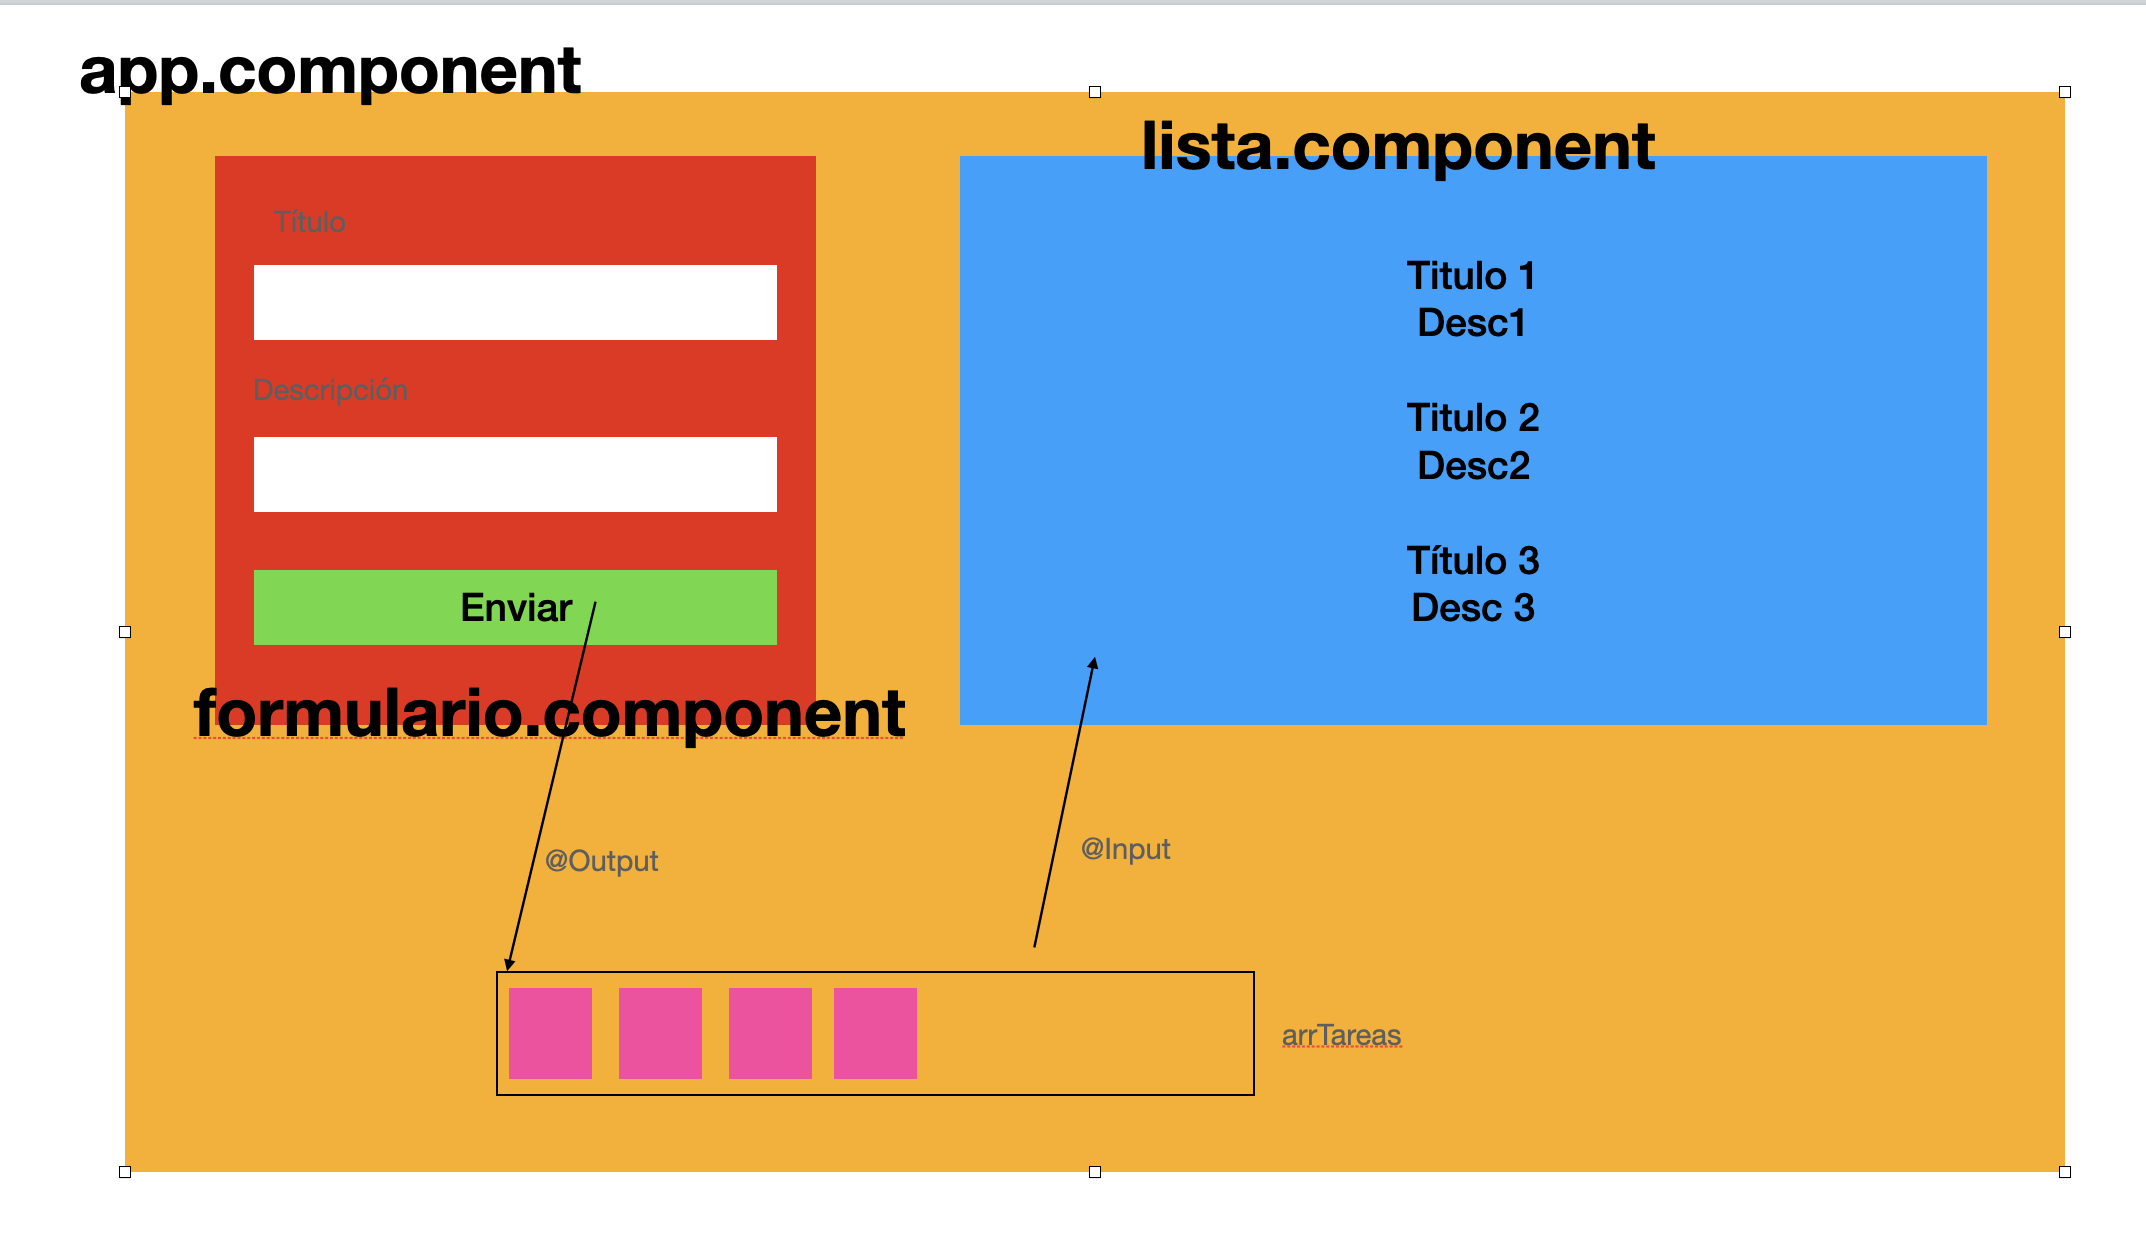 app.component
lista.component
Título
Descripción
Enviar
formulario.component
Titulo 1
Desc1
Titulo 2
Desc2
Título 3
Desc 3
@Output
@Input
arrTareas